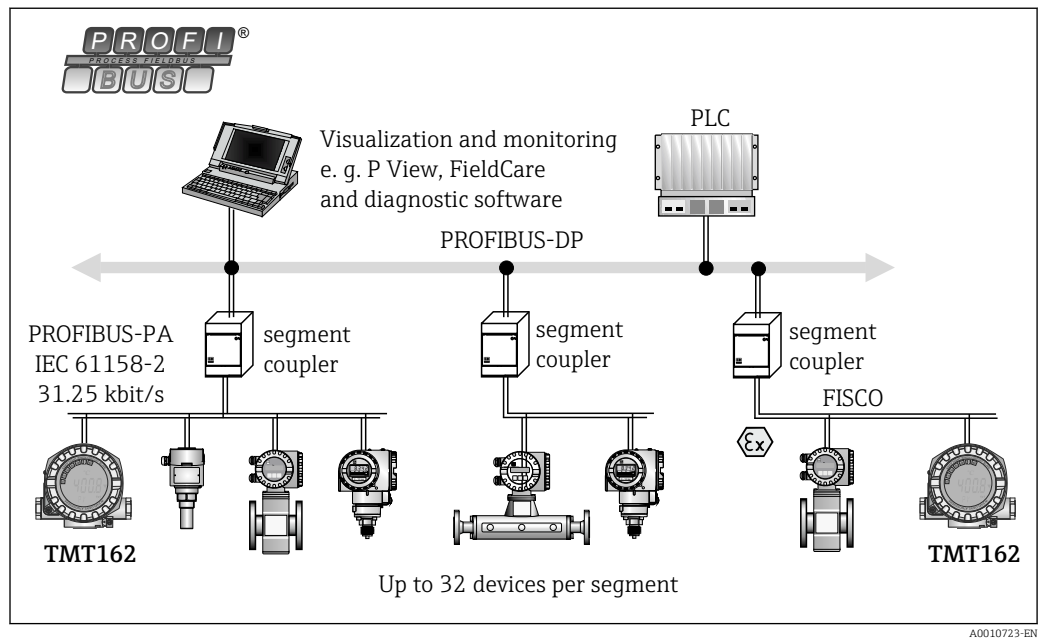 PROFI®
PROCESS FIELDBUS
BUS
Visualization and monitoring
e. g. P View, FieldCare
and diagnostic software
PLC
PROFIBUS-DP
PROFIBUS-PA
IEC 61158-2
31.25 kbit/s
segment
coupler
segment
coupler
segment
coupler
FISCO
εx
TMT162
TMT162
Up to 32 devices per segment
A0010723-EN